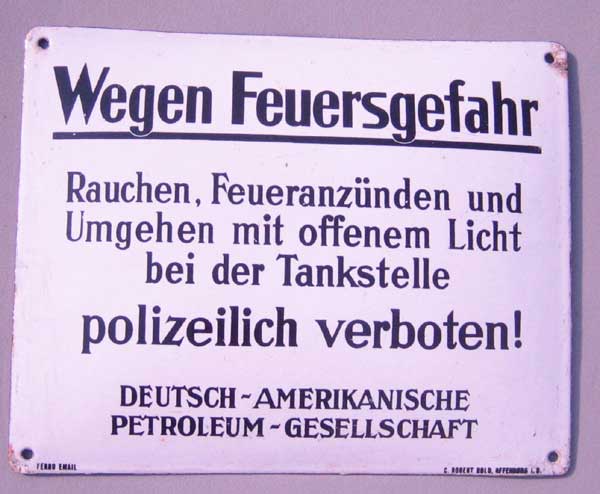 Wegen Feuersgefahr
Rauchen, Feueranzünden und
Umgehen mit offenem Licht
bei der Tankstelle
polizeilich verboten!
DEUTSCH-AMERIKANISCHE
PETROLEUM-GESELLSCHAFT
FERRO EMAIL
C. ROBERT DOLD, OFFENBURG i. B.